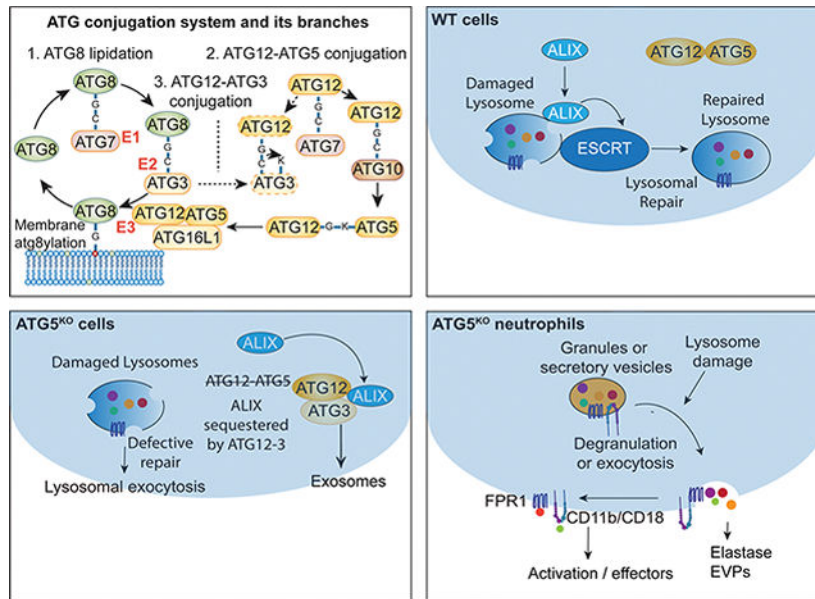 ATG conjugation system and its branches
1. ATG8 lipidation
2. ATG12-ATG5 conjugation
3. ATG12-ATG3
conjugation
ATG8
G
C
ATG7
E1
ATG8
G
C
ATG3
E2
ATG8
ATG8
G
E3
Membrane
atg8ylation
ATG12
ATG5
ATG16L1
ATG12
G
C
K
ATG3
ATG12
G
C
ATG7
ATG12
G
C
ATG10
ATG12
G
K
ATG5
WT cells
ALIX
ATG12
ATG5
Damaged
Lysosome
ALIX
ESCRT
Repaired
Lysosome
Lysosomal
Repair
ATG5KO cells
Damaged Lysosomes
Defective
repair
Lysosomal exocytosis
ALIX
ATG12-ATG5
ATG12
ALIX
ATG3
ALIX
sequestered
by ATG12-3
Exosomes
ATG5KO neutrophils
Granules or
secretory vesicles
Lysosome
damage
Degranulation
or exocytosis
FPR1
CD11b/CD18
Activation / effectors
Elastase
EVPs